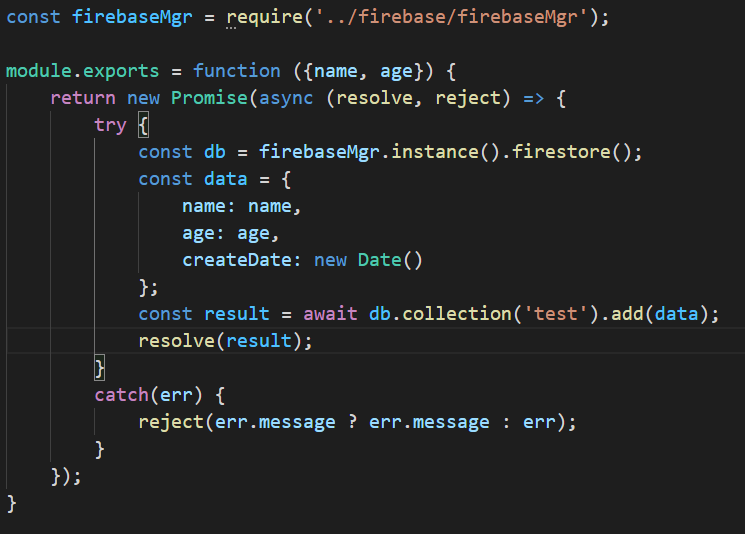 const firebaseMgr = require('../firebase/firebaseMgr');
module.exports = function ({name, age}) {
return new Promise(async (resolve, reject) => {
try {
const db = firebaseMgr.instance().firestore();
const data = {
name: name,
age: age,
createDate: new Date()
};
const result = await db.collection('test').add(data);
resolve(result);
}
catch(err) {
reject(err.message ? err.message : err);
}
});
}